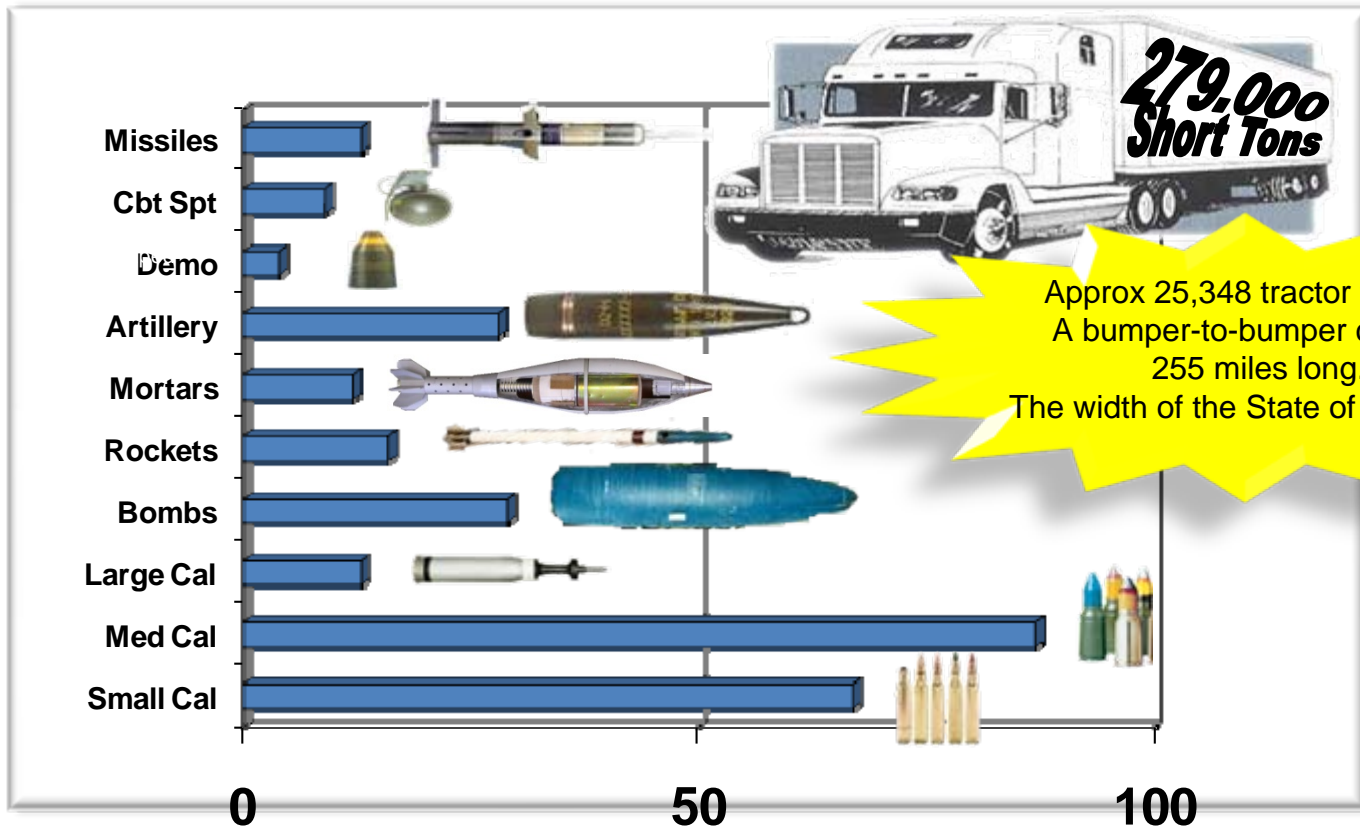 279.000
Short Tons
Missiles
Cbt Spt
Demo
Artillery
Mortars
Rockets
Bombs
Large Cal
Med Cal
Small Cal
Approx 25,348 tractor
A bumper-to-bumper
255 miles long.
The width of the State of
0 50 100